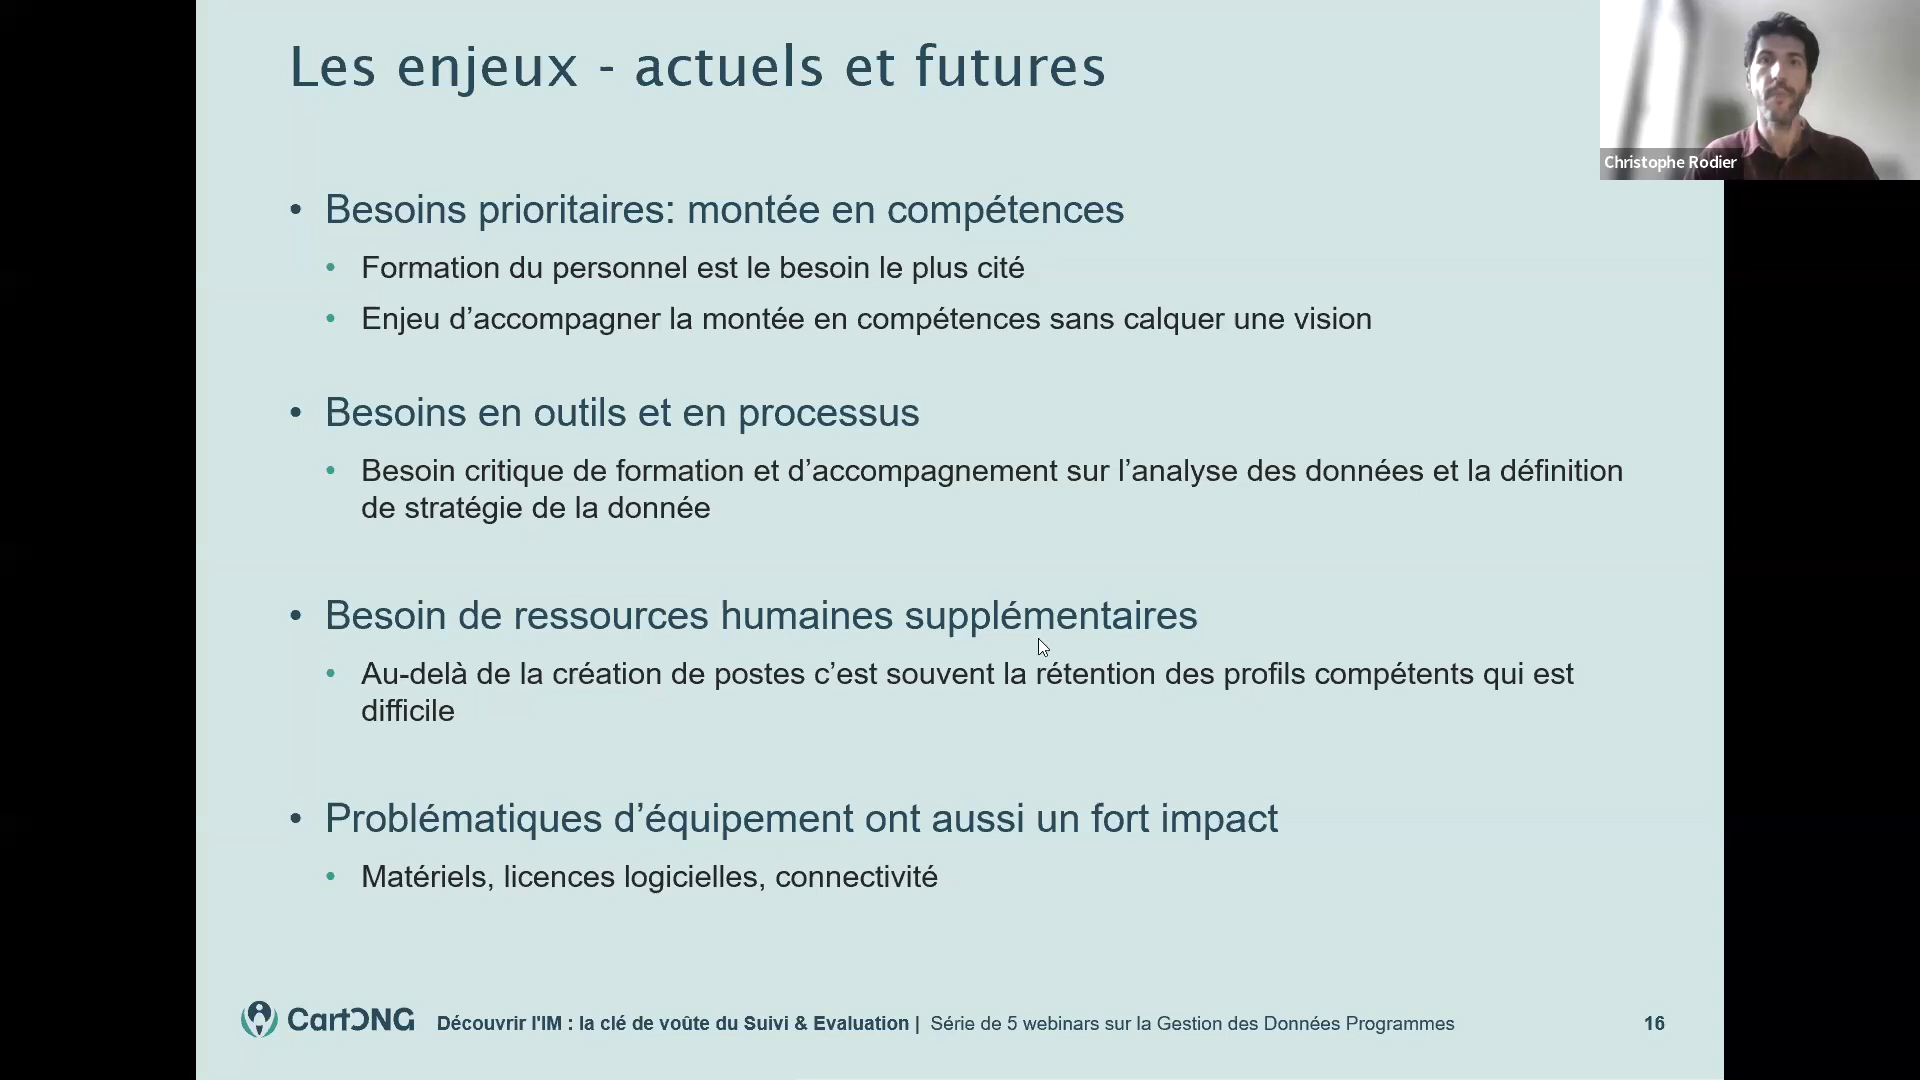 Les enjeux - actuels et futures
Christophe Rodier
• Besoins prioritaires: montée en compétences
• Formation du personnel est le besoin le plus cité
• Enjeu d’accompagner la montée en compétences sans calquer une vision
• Besoins en outils et en processus
• Besoin critique de formation et d’accompagnement sur l’analyse des données et la définition
de stratégie de la donnée
• Besoin de ressources humaines supplémentaires
• Au-delà de la création de postes c’est souvent la rétention des profils compétents qui est
difficile
• Problématiques d’équipement ont aussi un fort impact
• Matériels, licences logicielles, connectivité
CartONG Découvrir l'IM : la clé de voûte du Suivi & Evaluation | Série de 5 webinars sur la Gestion des Données Programmes 16